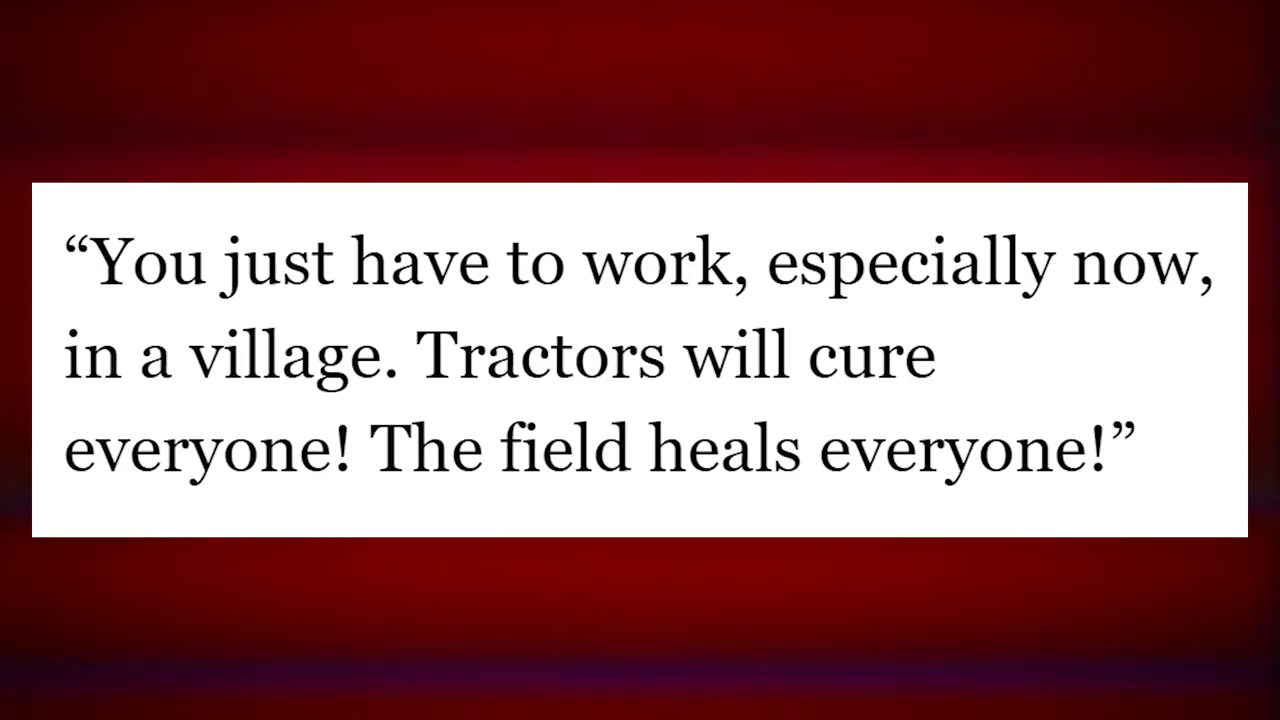 “You just have to work, especially now,
in a village. Tractors will cure
everyone! The field heals everyone!”